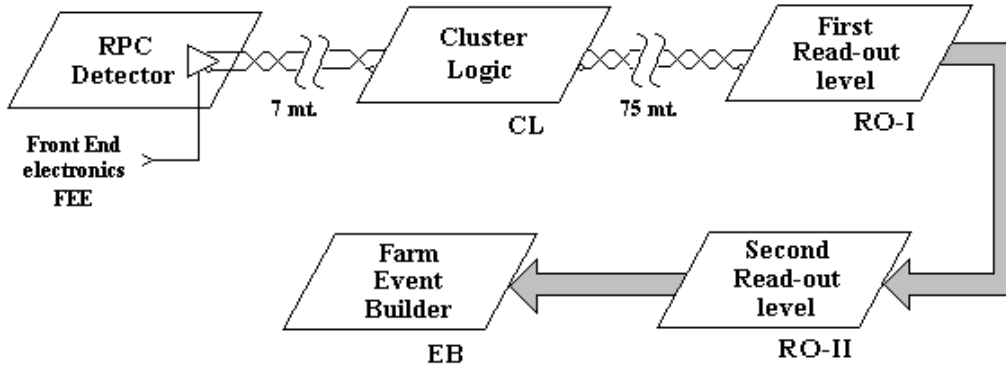 RPC
Detector
Cluster
Logic
First
Read-out
level
7 mt.
75 mt.
CL
RO-I
Front End
electronics
FEE
Farm
Event
Builder
Second
Read-out
level
EB
RO-II